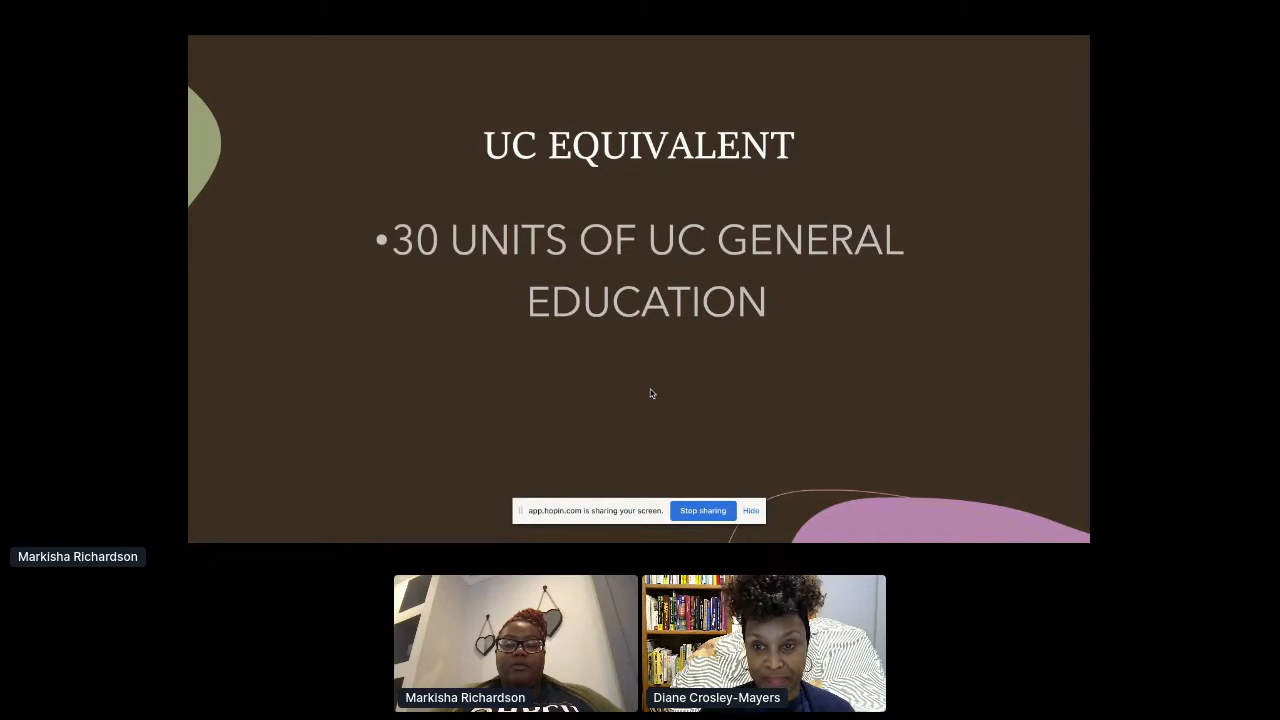 UC EQUIVALENT
•30 UNITS OF UC GENERAL
EDUCATION
app.hopin.com is sharing your screen. Stop sharing Hide
Markisha Richardson
Markisha Richardson
Diane Crosley-Mayers